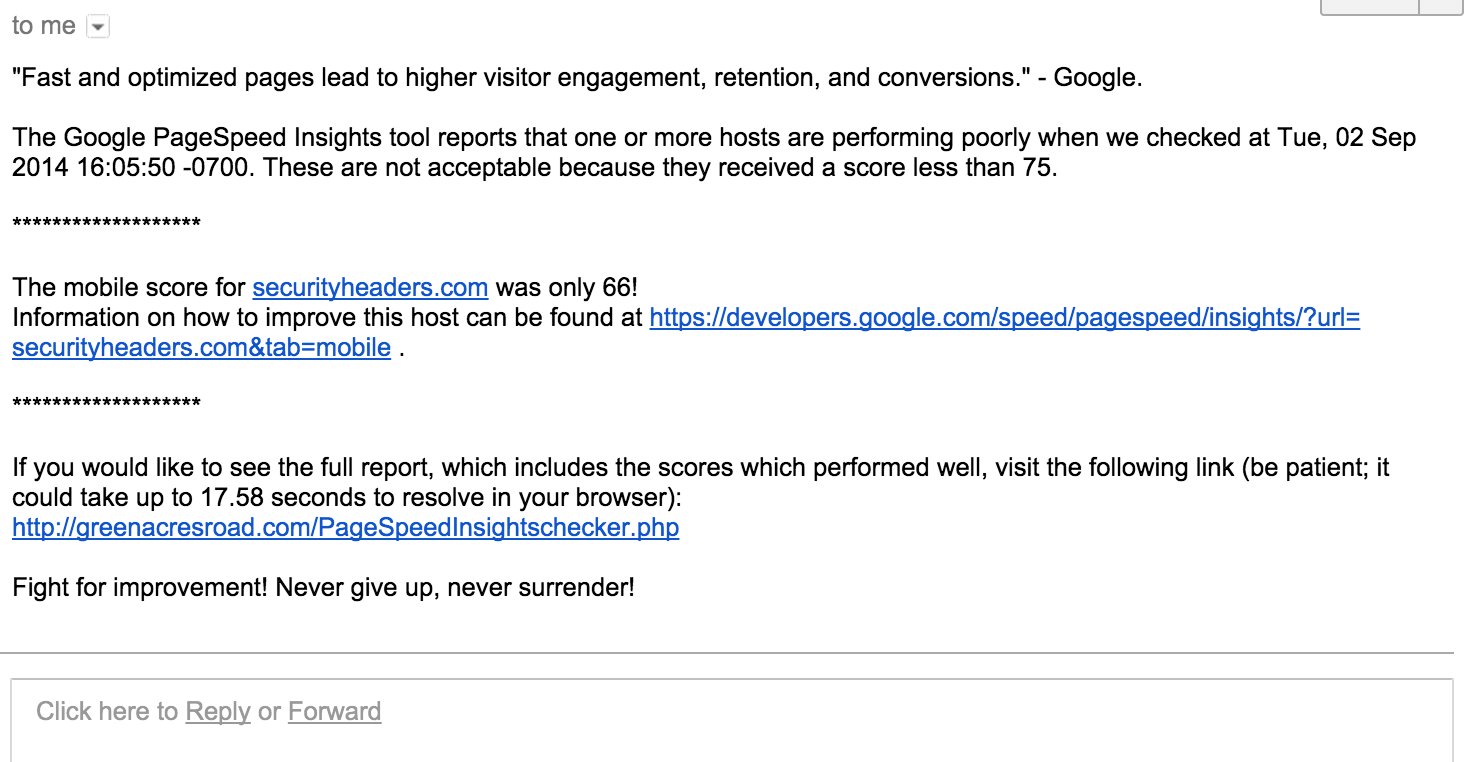 to me
"Fast and optimized pages lead to higher visitor engagement, retention, and conversions." - Google.
The Google PageSpeed Insights tool reports that one or more hosts are performing poorly when we checked at Tue, 02 Sep
2014 16:05:50 -0700. These are not acceptable because they received a score less than 75.
*******************
The mobile score for securityheaders.com was only 66!
Information on how to improve this host can be found at https://developers.google.com/speed/pagespeed/insights/?url=
securityheaders.com&tab=mobile .
*******************
If you would like to see the full report, which includes the scores which performed well, visit the following link (be patient; it
could take up to 17.58 seconds to resolve in your browser):
http://greenacresroad.com/PageSpeedInsightschecker.php
Fight for improvement! Never give up, never surrender!
Click here to Reply or Forward